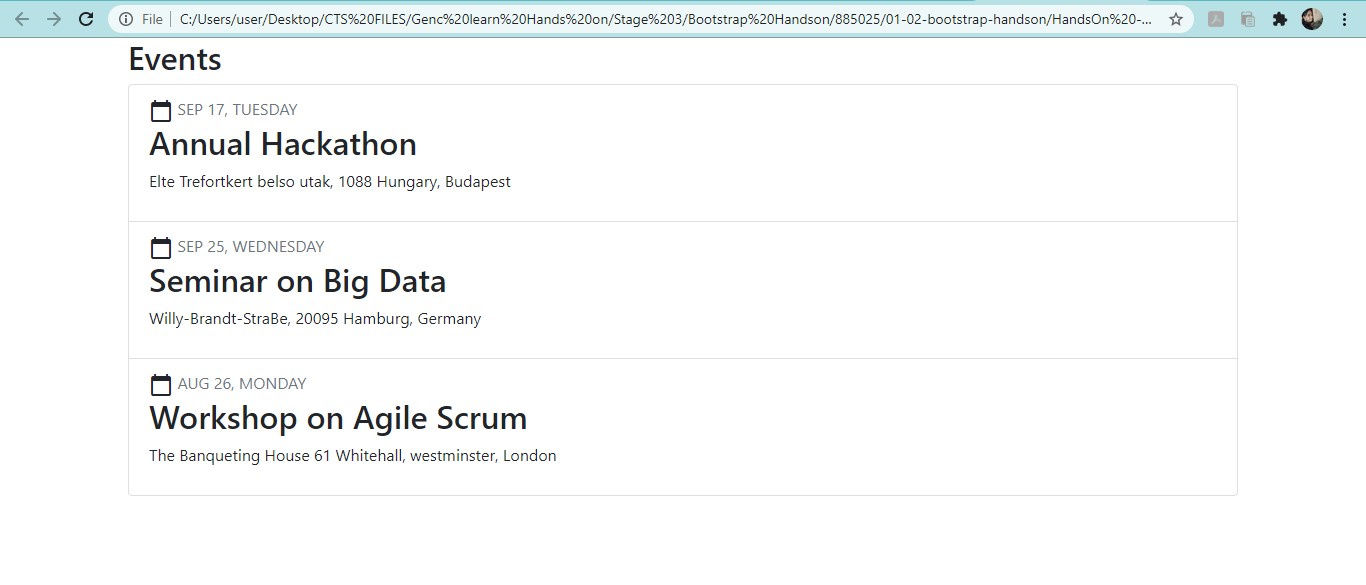 File
C:/Users/user/Desktop/CTS%20FILES/Genc%20learn%20Hands%20on/Stage%203/Bootstrap%20Handson/885025/01-02-bootstrap-handson/HandsOn%20-...
Events
SEP 17, TUESDAY
Annual Hackathon
Elte Trefortkert belso utak, 1088 Hungary, Budapest
SEP 25, WEDNESDAY
Seminar on Big Data
Willy-Brandt-StraBe, 20095 Hamburg, Germany
AUG 26, MONDAY
Workshop on Agile Scrum
The Banqueting House 61 Whitehall, westminster, London